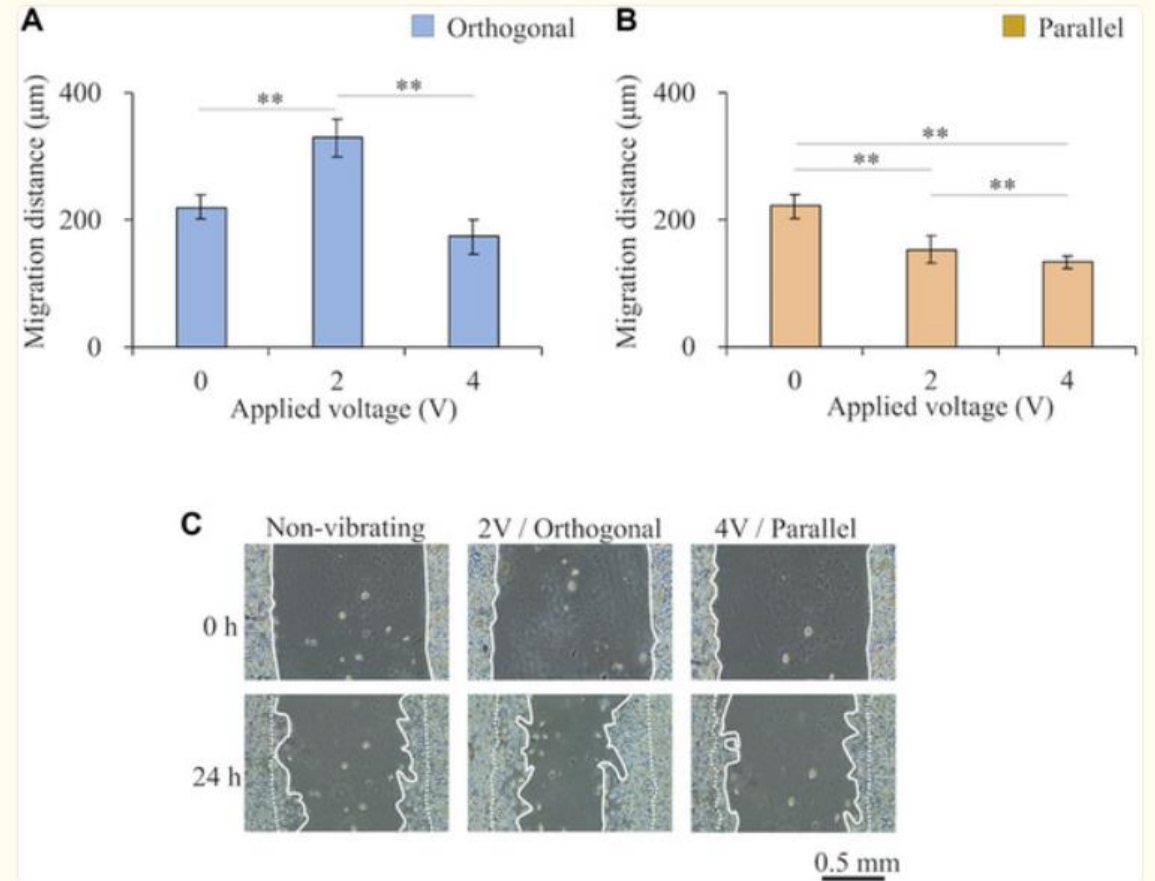 A
Orthogonal
Migration distance (μm)
400
200
0
**
**
0 2 4
Applied voltage (V)
B
Parallel
Migration distance (μm)
400
200
0
**
**
**
0 2 4
Applied voltage (V)
C
Non-vibrating 2V / Orthogonal 4V / Parallel
0 h
24 h
0.5 mm